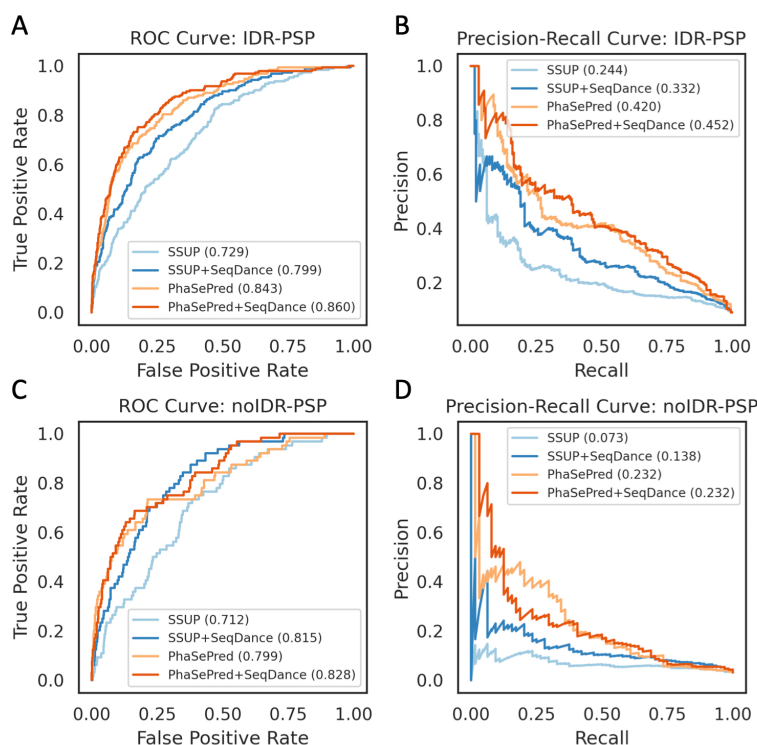 A
ROC Curve: IDR-PSP
True Positive Rate
1.0
0.8
0.6
0.4
0.2
0.0
SSUP (0.729)
SSUP+SeqDance (0.799)
PhaSePred (0.843)
PhaSePred+SeqDance (0.860)
0.00 0.25 0.50 0.75 1.00
False Positive Rate
B
Precision-Recall Curve: IDR-PSP
Precision
1.0
0.8
0.6
0.4
0.2
SSUP (0.244)
SSUP+SeqDance (0.332)
PhaSePred (0.420)
PhaSePred+SeqDance (0.452)
0.00 0.25 0.50 0.75 1.00
Recall
C
ROC Curve: noIDR-PSP
True Positive Rate
1.0
0.8
0.6
0.4
0.2
0.0
SSUP (0.712)
SSUP+SeqDance (0.815)
PhaSePred (0.799)
PhaSePred+SeqDance (0.828)
0.00 0.25 0.50 0.75 1.00
False Positive Rate
D
Precision-Recall Curve: noIDR-PSP
Precision
1.0
0.8
0.6
0.4
0.2
0.0
SSUP (0.073)
SSUP+SeqDance (0.138)
PhaSePred (0.232)
PhaSePred+SeqDance (0.232)
0.00 0.25 0.50 0.75 1.00
Recall